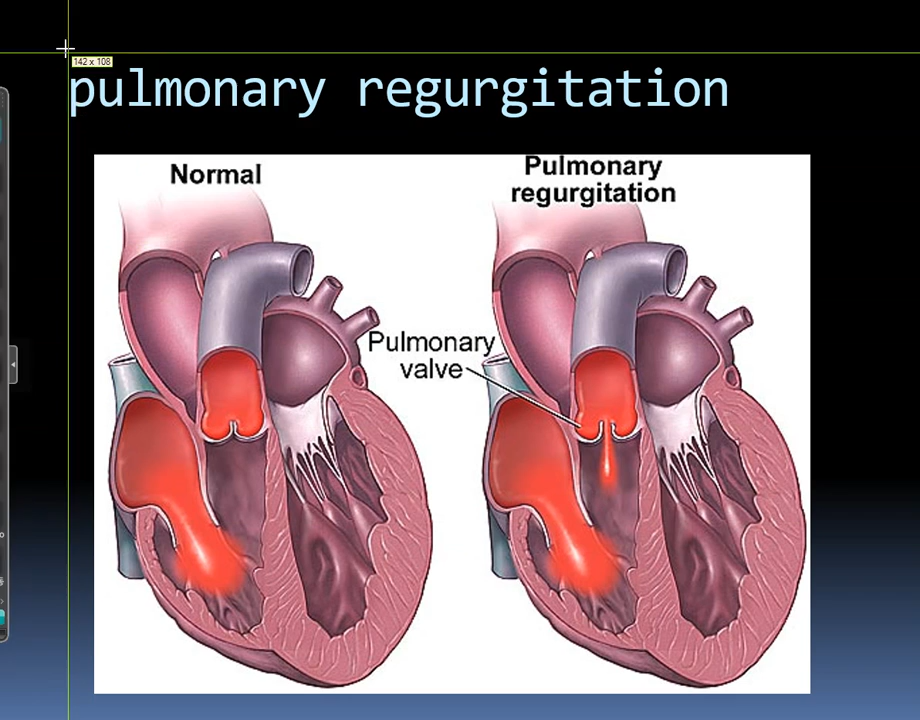 142 x 108
pulmonary regurgitation
Normal
Pulmonary
regurgitation
Pulmonary
valve